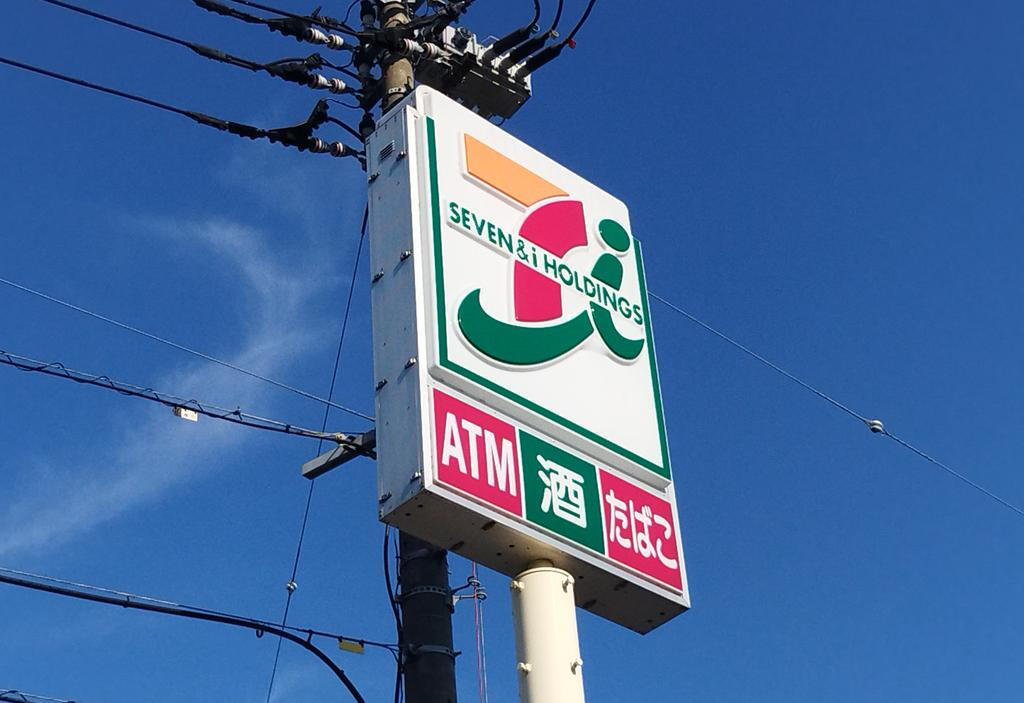 SEVEN&i HOLDINGS
ATM 酒 たばこ